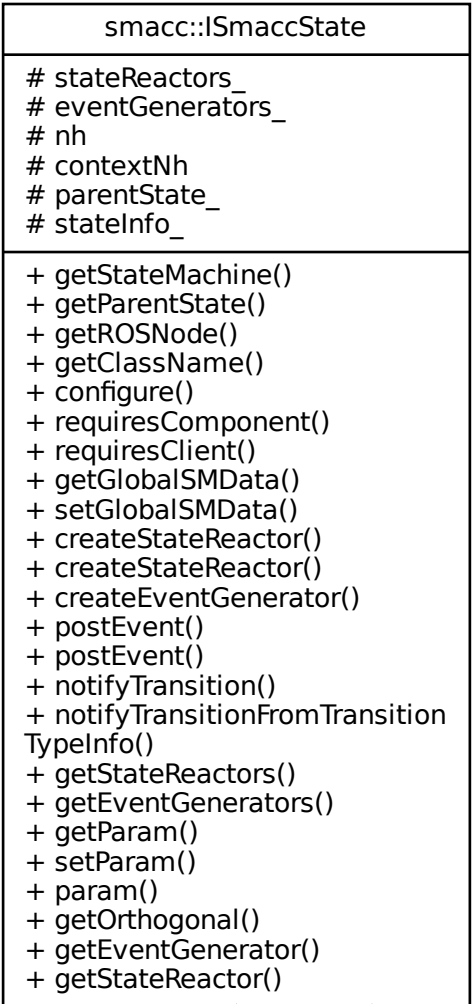 smacc::ISmaccState
# stateReactors_
# eventGenerators_
# nh
# contextNh
# parentState_
# stateInfo_
+ getStateMachine()
+ getParentState()
+ getROSNode()
+ getClassName()
+ configure()
+ requiresComponent()
+ requiresClient()
+ getGlobalSMData()
+ setGlobalSMData()
+ createStateReactor()
+ createStateReactor()
+ createEventGenerator()
+ postEvent()
+ postEvent()
+ notifyTransition()
+ notifyTransitionFromTransition
TypeInfo()
+ getStateReactors()
+ getEventGenerators()
+ getParam()
+ setParam()
+ param()
+ getOrthogonal()
+ getEventGenerator()
+ getStateReactor()